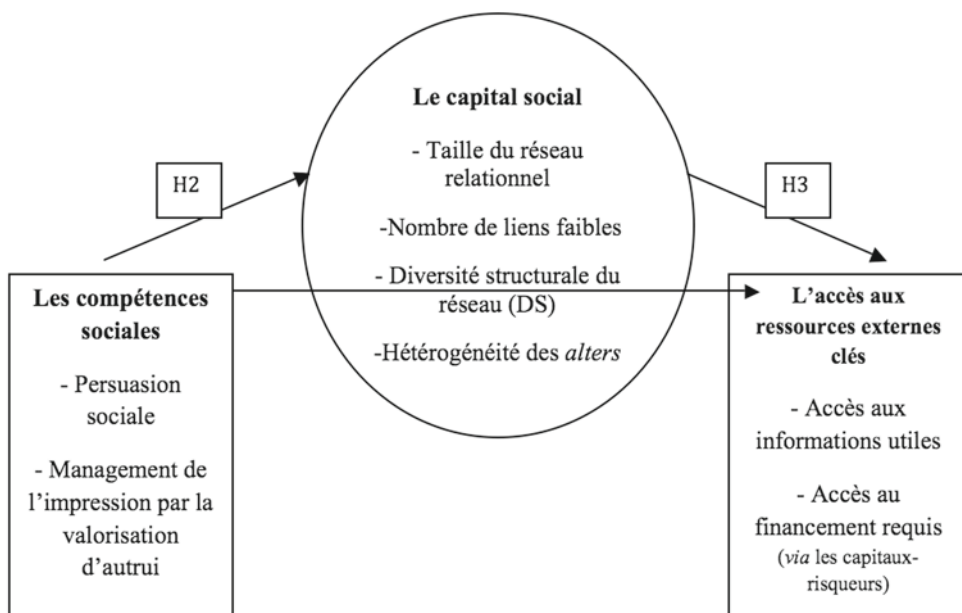 Le capital social
- Taille du réseau
relationnel
-Nombre de liens faibles
- Diversité structurale du
réseau (DS)
-Hétérogénéité des alters
H2
H3
Les compétences
sociales
- Persuasion
sociale
- Management de
l’impression par la
valorisation
d’autrui
L’accès aux
ressources externes
clés
- Accès aux
informations utiles
- Accès au
financement requis
(via les capitaux-
risqueurs)